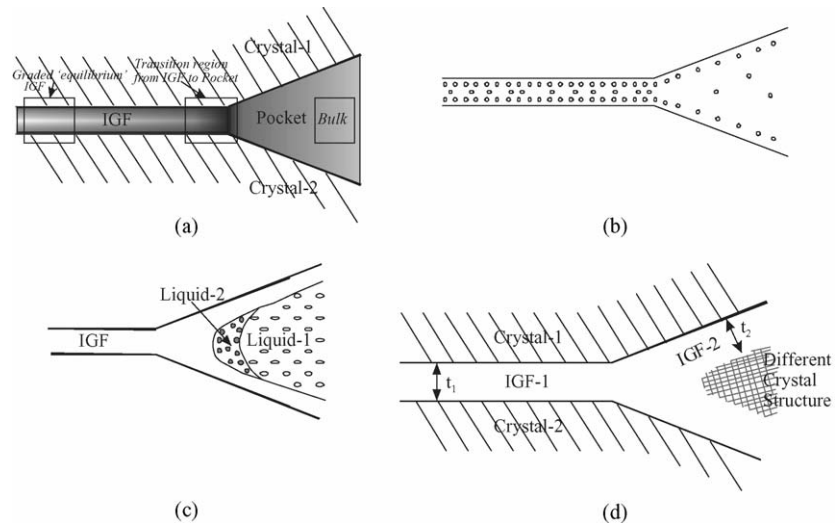 (a)
Crystal-1
Graded 'equilibrium'
IGF
Transition region
from IGF to Pocket
IGF
Pocket
Bulk
Crystal-2
(a)
(b)
(c)
Liquid-2
IGF
Liquid-1
(c)
(d)
Crystal-1
t₂
IGF-2
t₁
IGF-1
Different
Crystal
Structure
Crystal-2
(d)